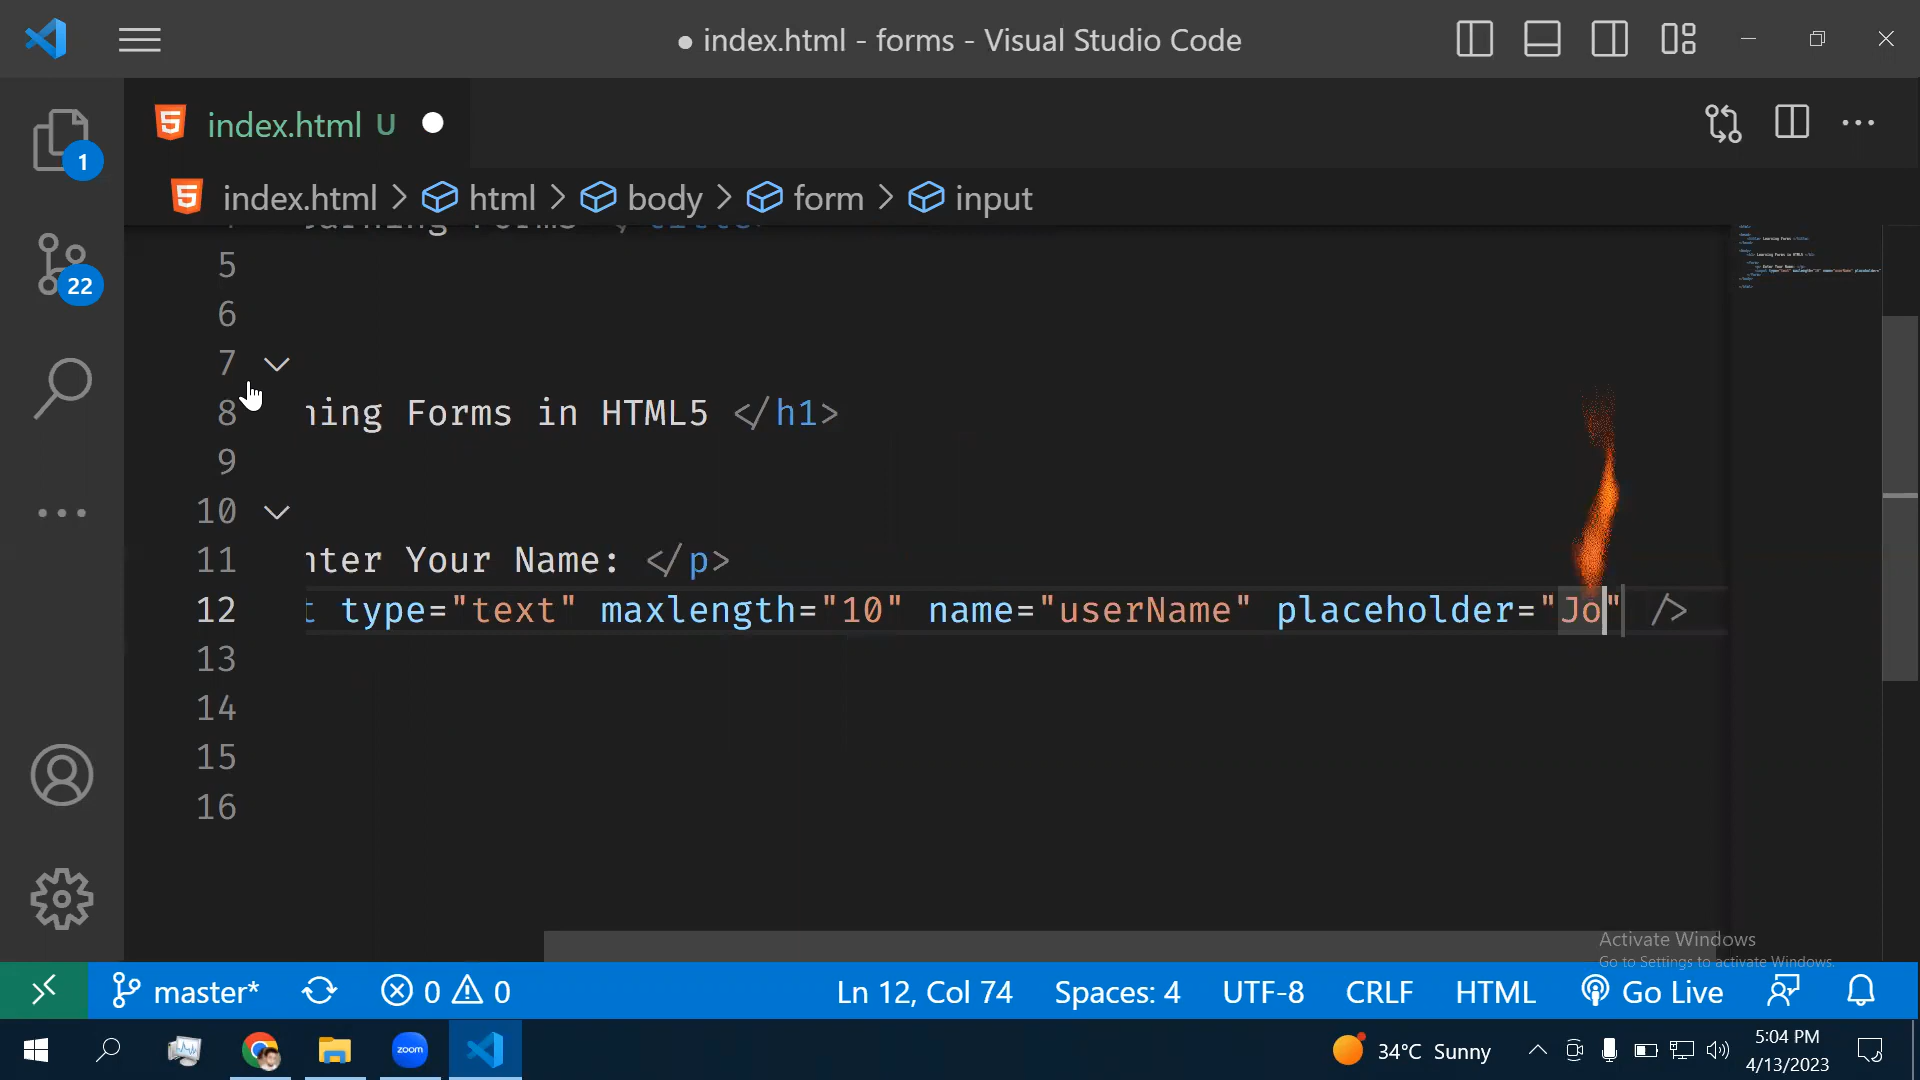 ● index.html - forms - Visual Studio Code
index.html U
1
index.html > html > body > form > input
22
5
6
7
8 ning Forms in HTML5 </h1>
9
10
11 nter Your Name: </p>
12 t type="text" maxlength="10" name="userName" placeholder="Jo" />
13
14
15
16
Activate Windows
Go to Settings to activate Windows.
master* 0 0 Ln 12, Col 74 Spaces: 4 UTF-8 CRLF HTML Go Live
zoom 34°C Sunny 5:04 PM
4/13/2023